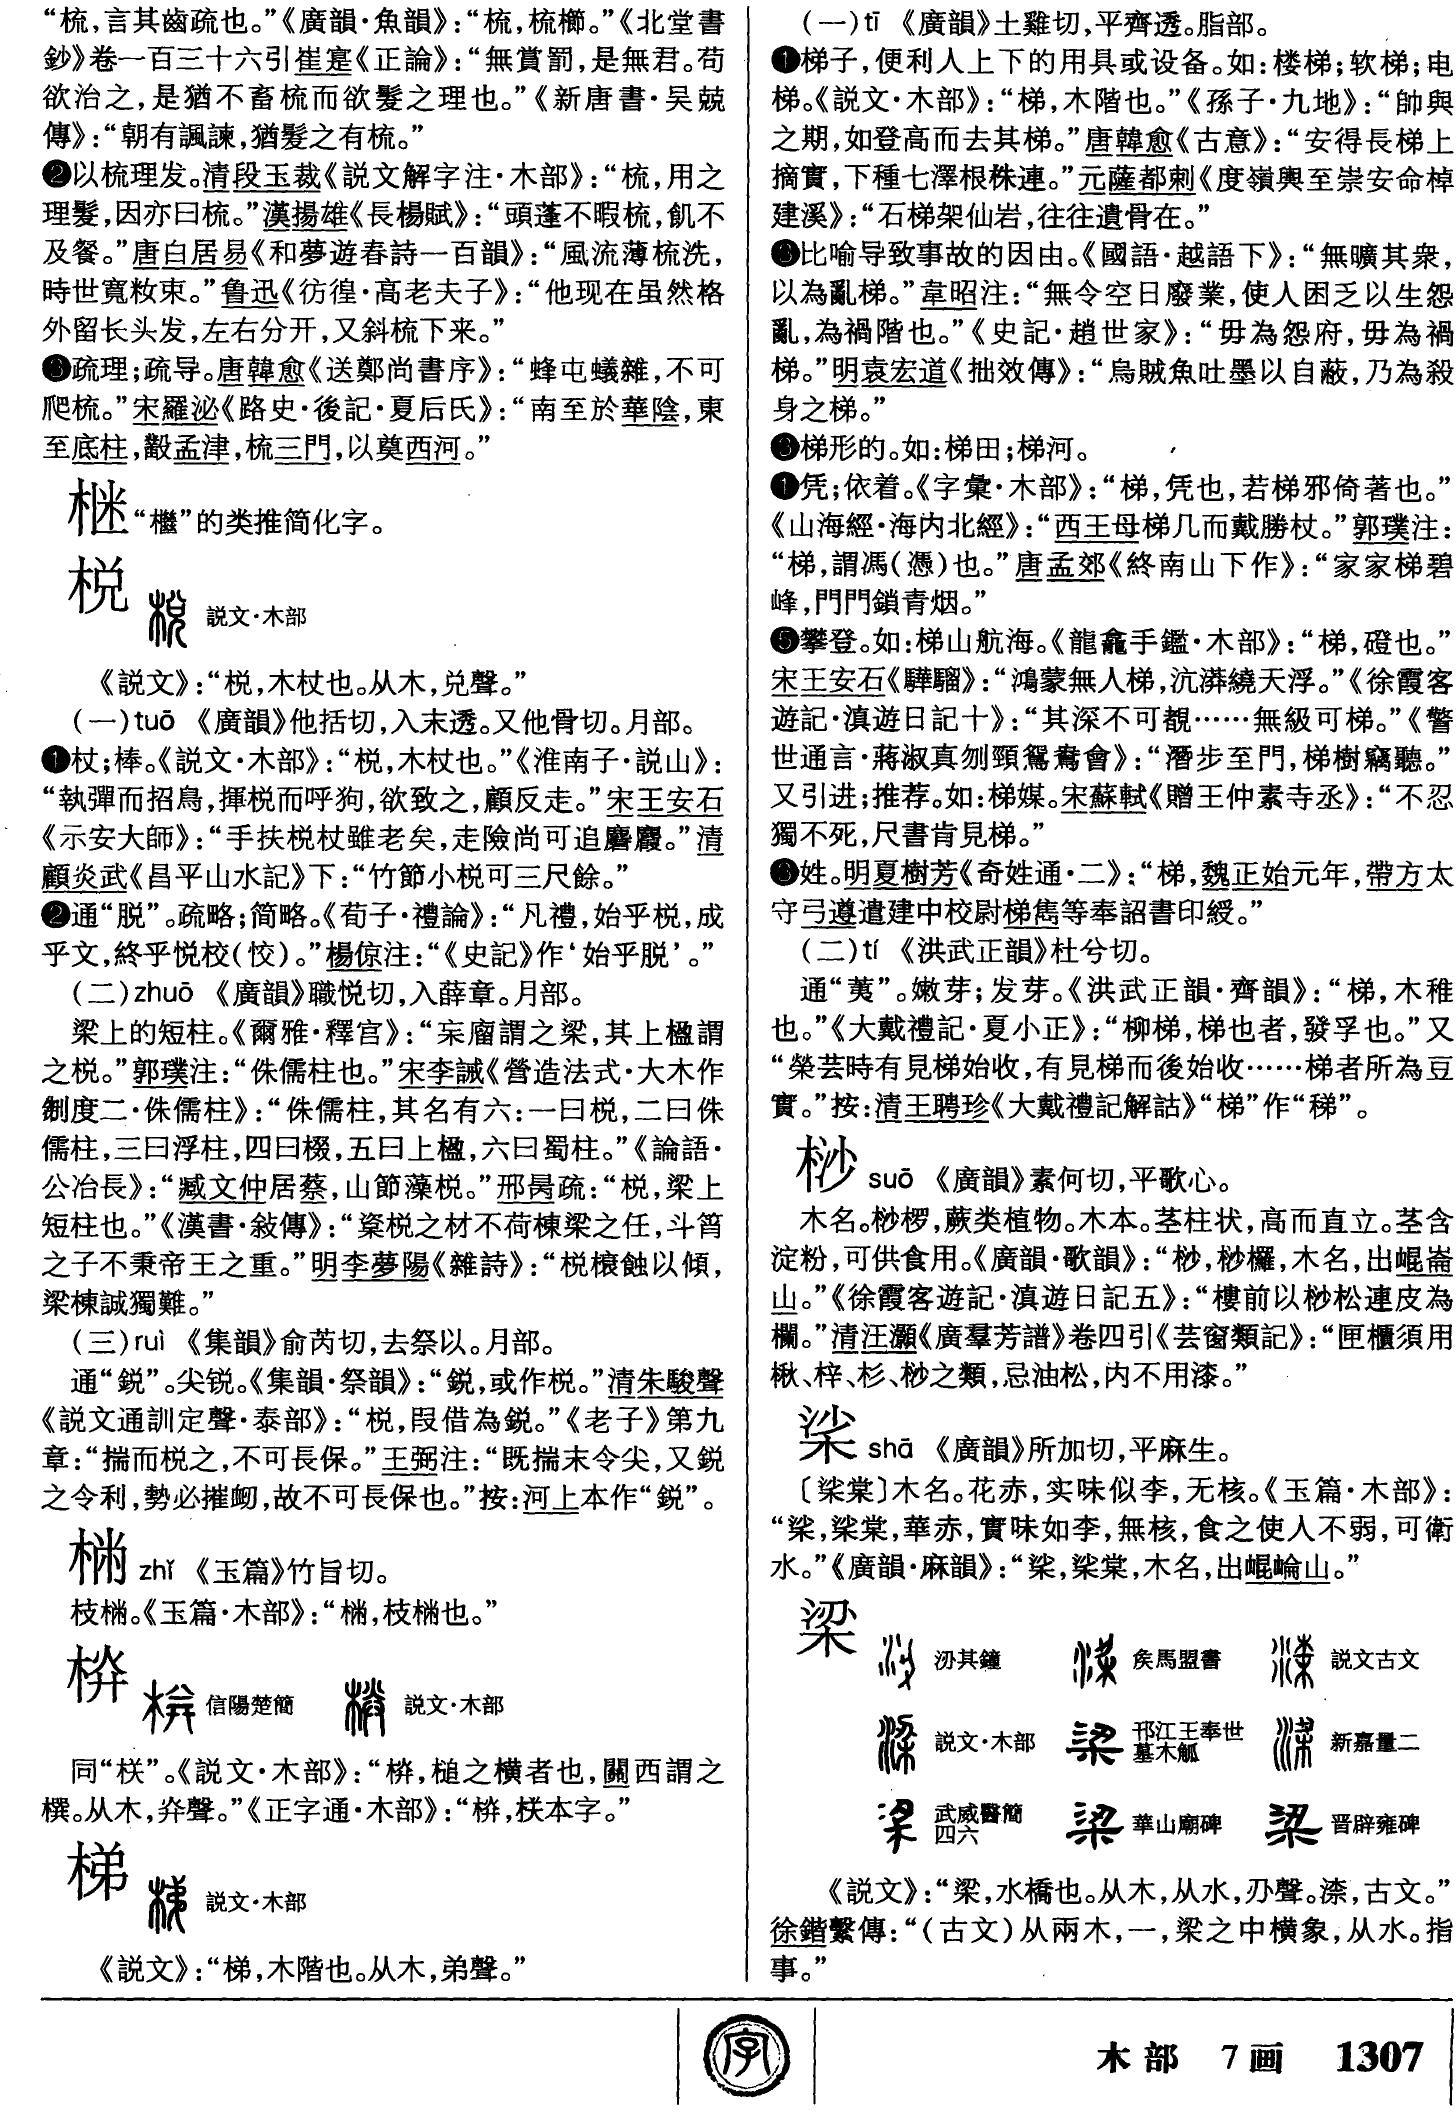 “梳，言其齒疏也。”《廣韻·魚韻》：“梳，梳櫛。”《北堂書
鈔》卷一百三十六引崔寔《正論》：“無賞罰，是無君。苟
欲治之，是猶不畜梳而欲髮之理也。”《新唐書·吴兢
傳》：“朝有諷諫，猶髮之有梳。”
❷以梳理发。清段玉裁《説文解字注·木部》：“梳，用之
理髮，因亦曰梳。”漢揚雄《長楊賦》：“頭蓬不暇梳，飢不
及餐。”唐白居易《和夢遊春詩一百韻》：“風流薄梳洗，
時世寬妝束。”鲁迅《彷徨·高老夫子》：“他现在虽然格
外留长头发，左右分开，又斜梳下来。”
❸疏理；疏导。唐韓愈《送鄭尚書序》：“蜂屯蟻雜，不可
爬梳。”宋羅泌《路史·後記·夏后氏》：“南至於華陰，東
至底柱，鑿孟津，梳三門，以奠西河。”
𣏾“檵”的类推简化字。
梲 説文·木部
《説文》：“梲，木杖也。从木，兑聲。”
（一）tuō 《廣韻》他括切，入末透。又他骨切。月部。
❶杖；棒。《説文·木部》：“梲，木杖也。”《淮南子·説山》：
“執彈而招鳥，揮梲而呼狗，欲致之，顧反走。”宋王安石
《示安大師》：“手扶梲杖雖老矣，走險尚可追麏麚。”清
顧炎武《昌平山水記》下：“竹節小梲可三尺餘。”
❷通“脱”。疏略；简略。《荀子·禮論》：“凡禮，始乎梲，成
乎文，終乎悦校（恔）。”楊倞注：“《史記》作‘始乎脱’。”
（二）zhuō 《廣韻》職悦切，入薛章。月部。
梁上的短柱。《爾雅·釋宫》：“杗廇謂之梁，其上楹謂
之梲。”郭璞注：“侏儒柱也。”宋李誡《營造法式·大木作
制度二·侏儒柱》：“侏儒柱，其名有六：一曰梲，二曰侏
儒柱，三曰浮柱，四曰棳，五曰上楹，六曰蜀柱。”《論語·
公冶長》：“臧文仲居蔡，山節藻梲。”邢昺疏：“梲，梁上
短柱也。”《漢書·敍傳》：“楶梲之材不荷棟梁之任，斗筲
之子不秉帝王之重。”明李夢陽《雜詩》：“梲榱蝕以傾，
梁棟誠獨難。”
（三）ruì 《集韻》俞芮切，去祭以。月部。
通“鋭”。尖锐。《集韻·祭韻》：“鋭，或作梲。”清朱駿聲
《説文通訓定聲·泰部》：“梲，叚借為鋭。”《老子》第九
章：“揣而梲之，不可長保。”王弼注：“既揣末令尖，又鋭
之令利，勢必摧衂，故不可長保也。”按：河上本作“鋭”。
zhǐ 《玉篇》竹旨切。
枝。《玉篇·木部》：“，枝也。”
栚 信陽楚簡 説文·木部
同“栚”。《説文·木部》：“，槌之横者也，關西謂之
㯢。从木，灷聲。”《正字通·木部》：“，栚本字。”
梯 説文·木部
《説文》：“梯，木階也。从木，弟聲。”
（一）tī 《廣韻》土雞切，平齊透。脂部。
❶梯子，便利人上下的用具或设备。如：楼梯；软梯；电
梯。《説文·木部》：“梯，木階也。”《孫子·九地》：“帥與
之期，如登高而去其梯。”唐韓愈《古意》：“安得長梯上
摘實，下種七澤根株連。”元薩都剌《度嶺輿至崇安命棹
建溪》：“石梯架仙岩，往往遺骨在。”
❷比喻导致事故的因由。《國語·越語下》：“無曠其衆，
以為亂梯。”韋昭注：“無令空日廢業，使人困乏以生怨
亂，為禍階也。”《史記·趙世家》：“毋為怨府，毋為禍
梯。”明袁宏道《拙效傳》：“烏賊魚吐墨以自蔽，乃為殺
身之梯。”
❸梯形的。如：梯田；梯河。
❹凭；依着。《字彙·木部》：“梯，凭也，若梯邪倚著也。”
《山海經·海内北經》：“西王母梯几而戴勝杖。”郭璞注：
“梯，謂馮（憑）也。”唐孟郊《終南山下作》：“家家梯碧
峰，門門鎖青烟。”
❺攀登。如：梯山航海。《龍龕手鑑·木部》：“梯，磴也。”
宋王安石《驊騮》：“鴻蒙無人梯，沆漭繞天浮。”《徐霞客
遊記·滇遊日記十》：“其深不可覩……無級可梯。”《警
世通言·蔣淑真刎頸鴛鴦會》：“潛步至門，梯樹竊聽。”
又引进；推荐。如：梯媒。宋蘇軾《贈王仲素寺丞》：“不忍
獨不死，尺書肯見梯。”
❻姓。明夏樹芳《奇姓通·二》：“梯，魏正始元年，帶方太
守弓遵遣建中校尉梯儁等奉詔書印綬。”
（二）tí 《洪武正韻》杜兮切。
通“荑”。嫩芽；发芽。《洪武正韻·齊韻》：“梯，木稚
也。”《大戴禮記·夏小正》：“柳梯，梯也者，發孚也。”又
“榮芸時有見梯始收，有見梯而後始收……梯者所為豆
實。”按：清王聘珍《大戴禮記解詁》“梯”作“稊”。
桫 suō 《廣韻》素何切，平歌心。
木名。桫椤，蕨类植物。木本。茎柱状，高而直立。茎含
淀粉，可供食用。《廣韻·歌韻》：“桫，桫欏，木名，出崐崙
山。”《徐霞客遊記·滇遊日記五》：“樓前以桫松連皮為
欄。”清汪灝《廣羣芳譜》卷四引《芸窗類記》：“匣櫃須用
楸、梓、杉、桫之類，忌油松，内不用漆。”
桬 shā 《廣韻》所加切，平麻生。
〔桬棠〕木名。花赤，实味似李，无核。《玉篇·木部》：
“桬，桬棠，華赤，實味如李，無核，食之使人不弱，可衛
水。”《廣韻·麻韻》：“桬，桬棠，木名，出崐崘山。”
梁 汈其鐘 矦馬盟書 説文古文
説文·木部 邗江王奉世墓木觚 新嘉量二
武威醫簡四六 華山廟碑 晋辟雍碑
《説文》：“梁，水橋也。从木，从水，刅聲。渿，古文。”
徐鍇繫傳：“（古文）从兩木，一，梁之中横象，从水。指
事。”
字
木部 7画 1307